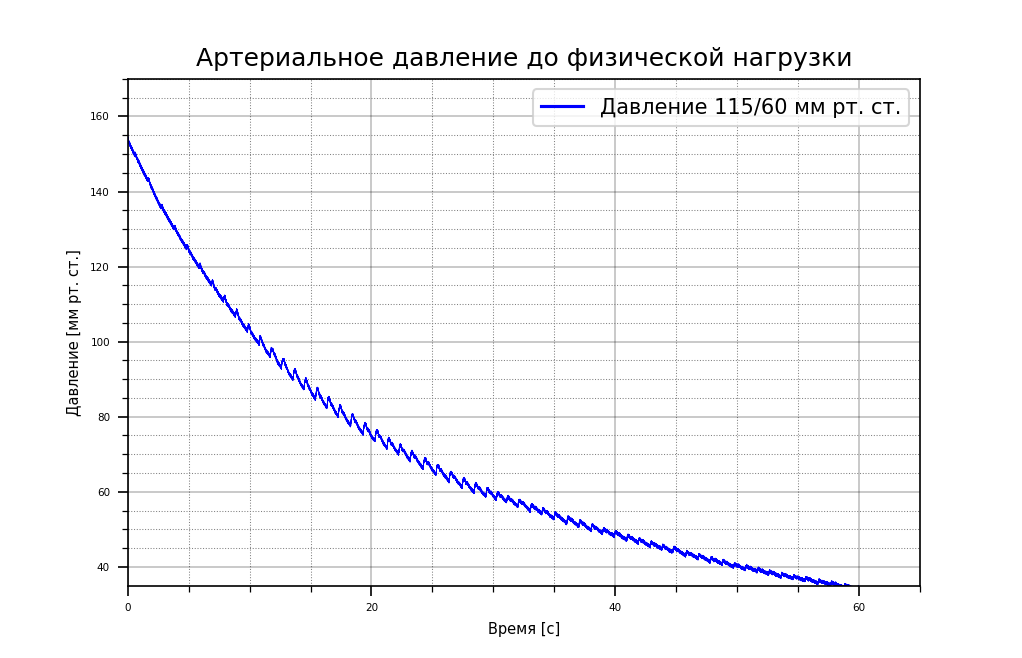 Артериальное давление до физической нагрузки
Давление 115/60 мм рт. ст.
160
140
120
100
80
60
40
Давление [мм рт. ст.]
0 20 40 60
Время [с]